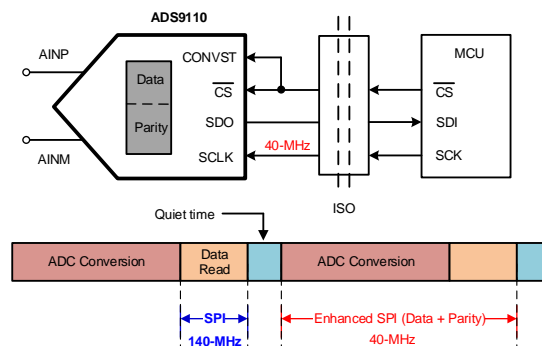 ADS9110
AINP
AINM
Data
Parity
CONVST
CS
SDO
SCLK
40-MHz
ISO
MCU
CS
SDI
SCK
Quiet time
ADC Conversion
Data
Read
ADC Conversion
SPI
140-MHz
Enhanced SPI (Data + Parity)
40-MHz